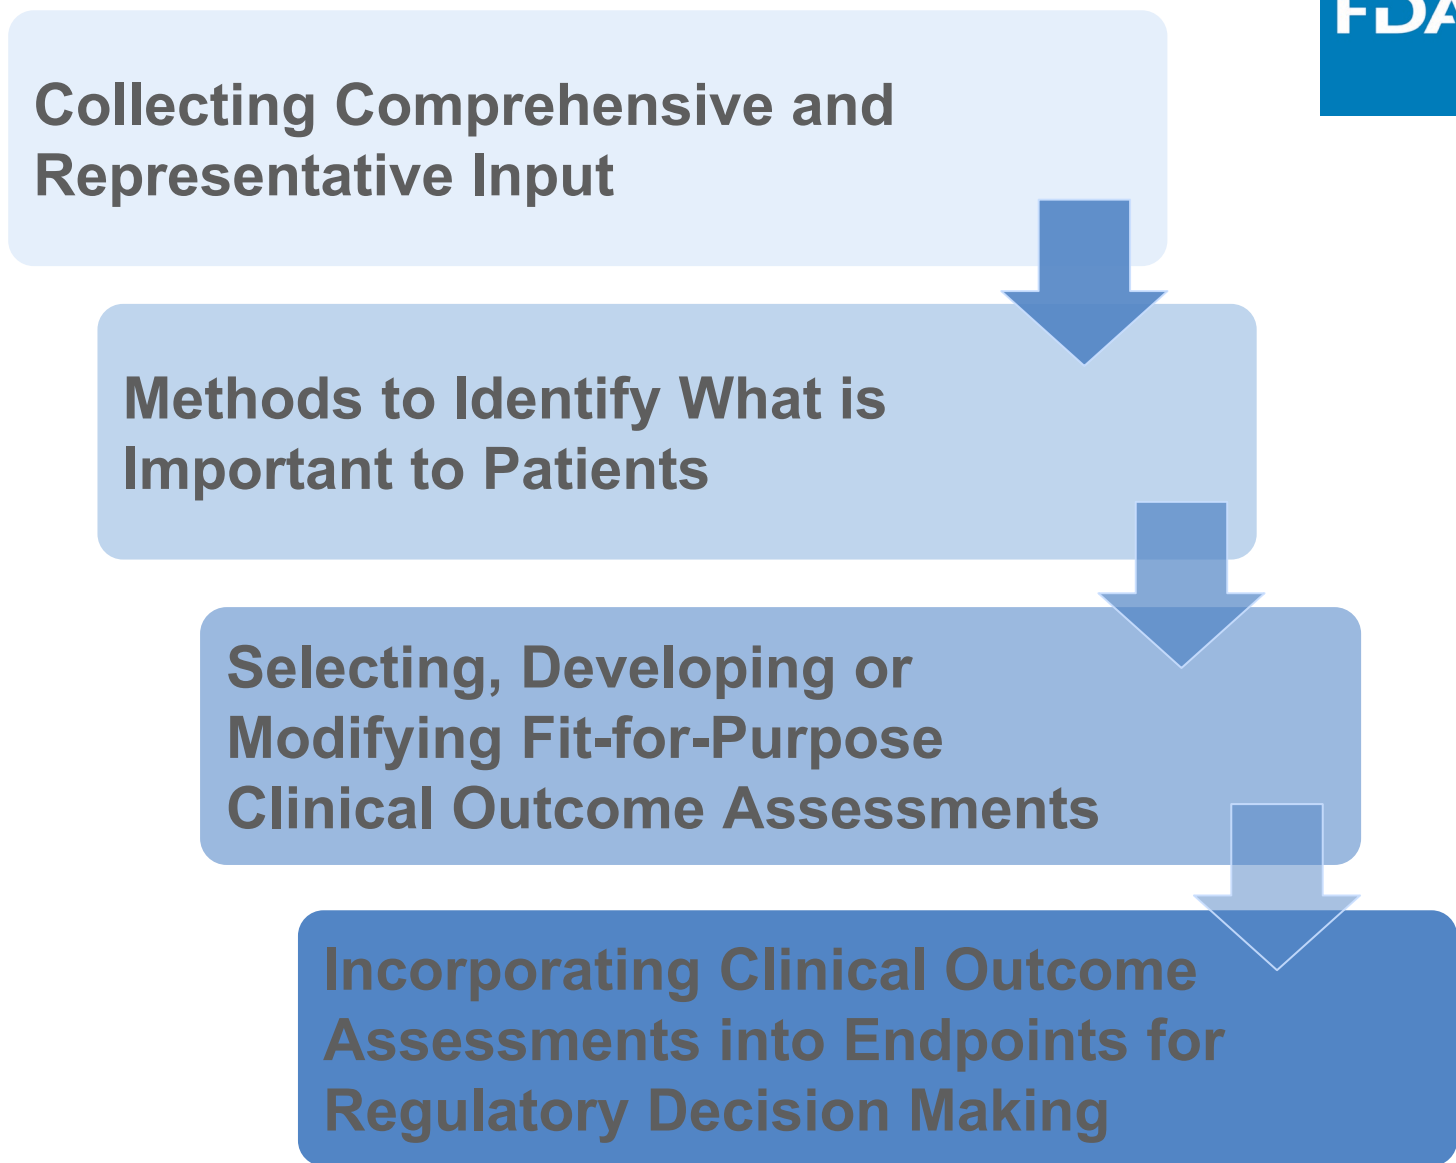 FDA
Collecting Comprehensive and
Representative Input
Methods to Identify What is
Important to Patients
Selecting, Developing or
Modifying Fit-for-Purpose
Clinical Outcome Assessments
Incorporating Clinical Outcome
Assessments into Endpoints for
Regulatory Decision Making